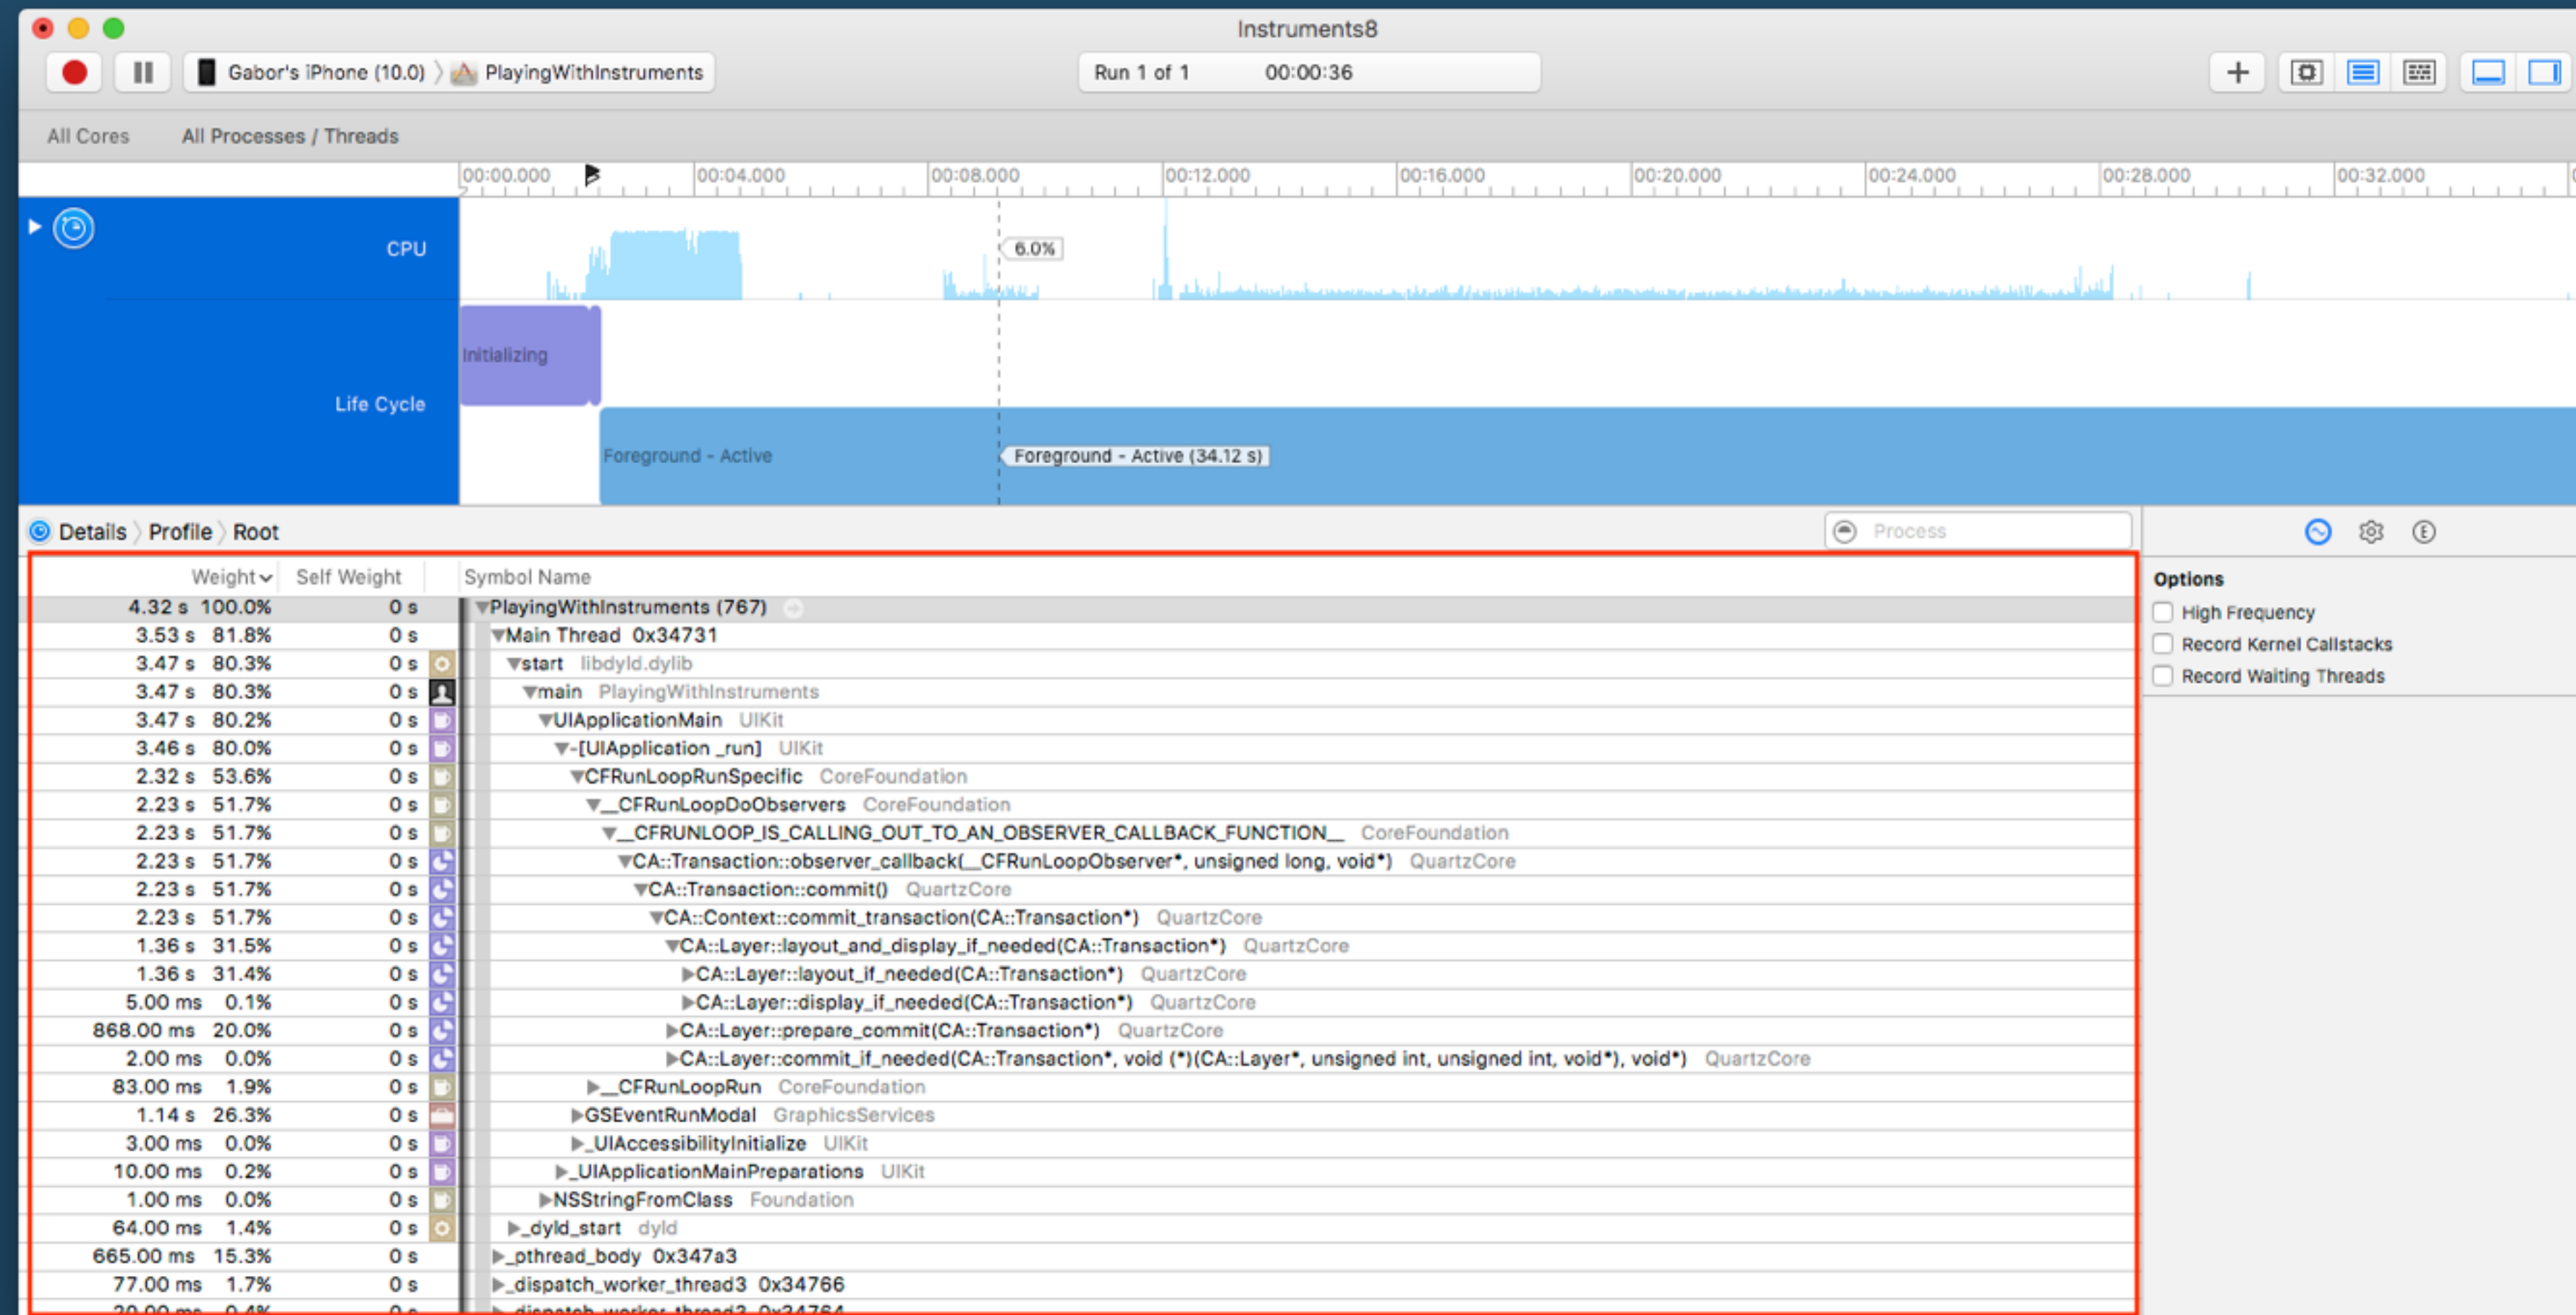 Instruments8
Gabor's iPhone (10.0) PlayingWithInstruments Run 1 of 1 00:00:36
All Cores All Processes / Threads
00:00.000 00:04.000 00:08.000 00:12.000 00:16.000 00:20.000 00:24.000 00:28.000 00:32.000
CPU 6.0%
Initializing
Life Cycle
Foreground - Active Foreground - Active (34.12 s)
Details Profile Root Process
Weight Self Weight Symbol Name
4.32 s 100.0% 0 s PlayingWithInstruments (767)
3.53 s 81.8% 0 s Main Thread 0x34731
3.47 s 80.3% 0 s start libdyld.dylib
3.47 s 80.3% 0 s main PlayingWithInstruments
3.47 s 80.2% 0 s UIApplicationMain UIKit
3.46 s 80.0% 0 s -[UIApplication _run] UIKit
2.32 s 53.6% 0 s CFRunLoopRunSpecific CoreFoundation
2.23 s 51.7% 0 s __CFRunLoopDoObservers CoreFoundation
2.23 s 51.7% 0 s __CFRUNLOOP_IS_CALLING_OUT_TO_AN_OBSERVER_CALLBACK_FUNCTION__ CoreFoundation
2.23 s 51.7% 0 s CA::Transaction::observer_callback(__CFRunLoopObserver*, unsigned long, void*) QuartzCore
2.23 s 51.7% 0 s CA::Transaction::commit() QuartzCore
2.23 s 51.7% 0 s CA::Context::commit_transaction(CA::Transaction*) QuartzCore
1.36 s 31.5% 0 s CA::Layer::layout_and_display_if_needed(CA::Transaction*) QuartzCore
1.36 s 31.4% 0 s CA::Layer::layout_if_needed(CA::Transaction*) QuartzCore
5.00 ms 0.1% 0 s CA::Layer::display_if_needed(CA::Transaction*) QuartzCore
868.00 ms 20.0% 0 s CA::Layer::prepare_commit(CA::Transaction*) QuartzCore
2.00 ms 0.0% 0 s CA::Layer::commit_if_needed(CA::Transaction*, void (*)(CA::Layer*, unsigned int, unsigned int, void*), void*) QuartzCore
83.00 ms 1.9% 0 s __CFRunLoopRun CoreFoundation
1.14 s 26.3% 0 s GSEventRunModal GraphicsServices
3.00 ms 0.0% 0 s _UIAccessibilityInitialize UIKit
10.00 ms 0.2% 0 s _UIApplicationMainPreparations UIKit
1.00 ms 0.0% 0 s NSStringFromClass Foundation
64.00 ms 1.4% 0 s _dyld_start dyld
665.00 ms 15.3% 0 s _pthread_body 0x347a3
77.00 ms 1.7% 0 s _dispatch_worker_thread3 0x34766
20.00 ms 0.4% 0 s _dispatch_worker_thread3 0x34764
Options
High Frequency
Record Kernel Callstacks
Record Waiting Threads